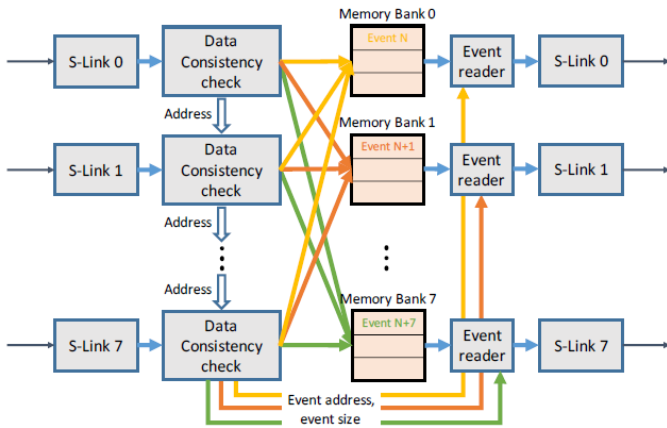 Memory Bank 0
S-Link 0
Data
Consistency
check
Event N
Event
reader
S-Link 0
Address
Memory Bank 1
S-Link 1
Data
Consistency
check
Event N+1
Event
reader
S-Link 1
Address
Address
Memory Bank 7
S-Link 7
Data
Consistency
check
Event N+7
Event
reader
S-Link 7
Event address,
event size